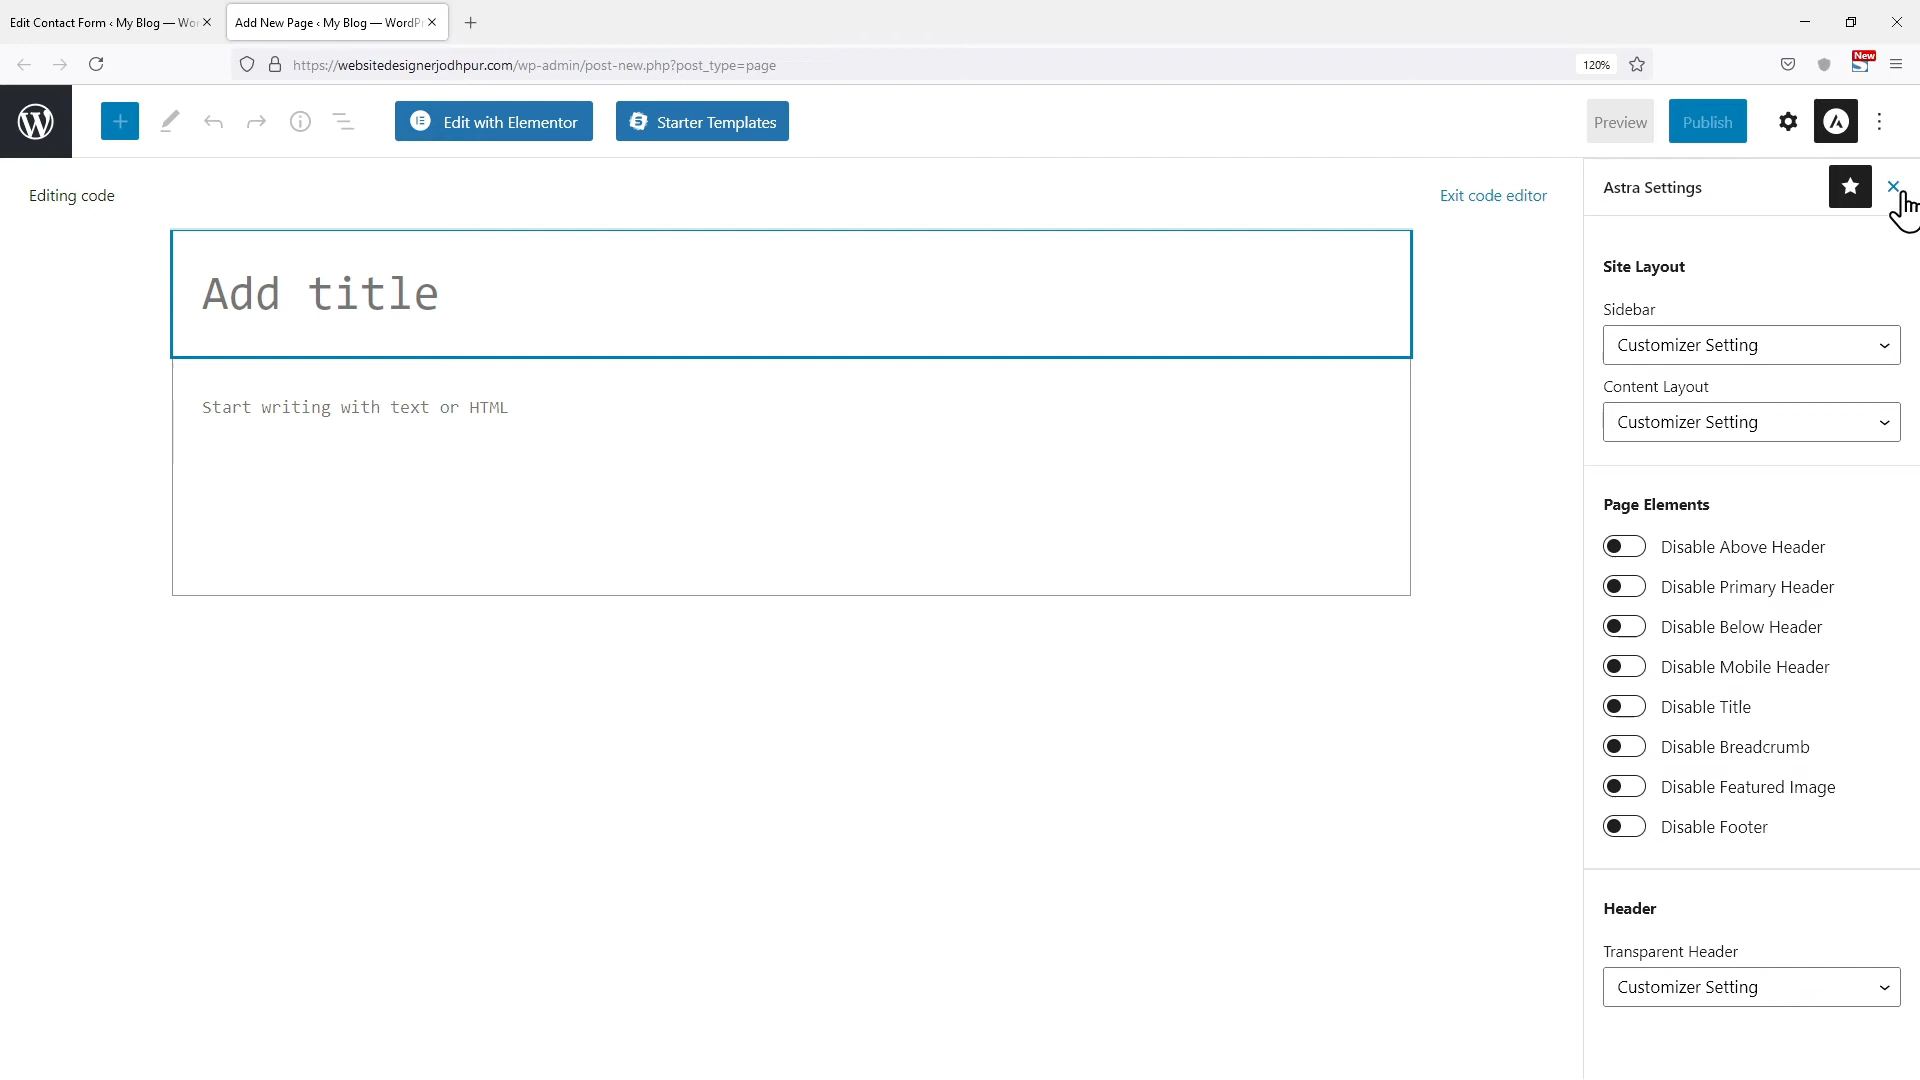 Edit Contact Form ‹ My Blog — Wor
Add New Page ‹ My Blog — WordPr
https://websitedesignerjodhpur.com/wp-admin/post-new.php?post_type=page
120%
New
Edit with Elementor
Starter Templates
Preview
Publish
Editing code
Exit code editor
Add title
Start writing with text or HTML
Astra Settings
Site Layout
Sidebar
Customizer Setting
Content Layout
Customizer Setting
Page Elements
Disable Above Header
Disable Primary Header
Disable Below Header
Disable Mobile Header
Disable Title
Disable Breadcrumb
Disable Featured Image
Disable Footer
Header
Transparent Header
Customizer Setting